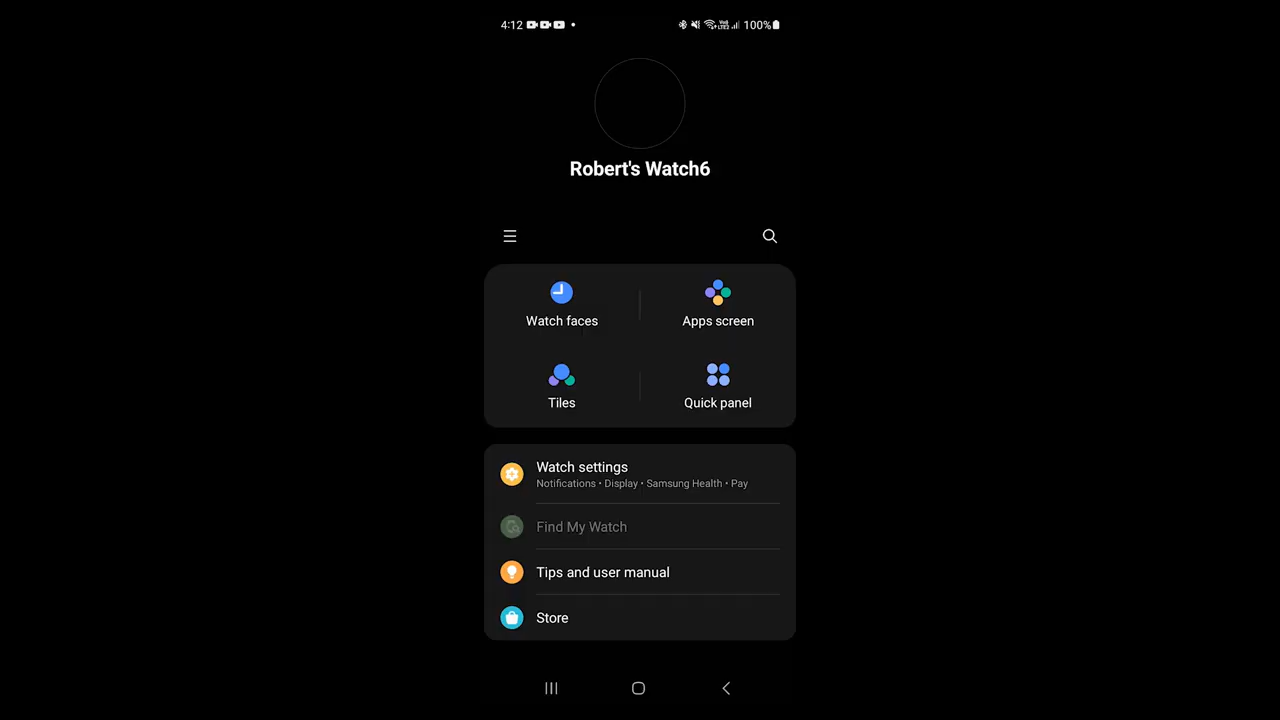 4:12
100%
Robert's Watch6
Watch faces
Apps screen
Tiles
Quick panel
Watch settings
Notifications • Display • Samsung Health • Pay
Find My Watch
Tips and user manual
Store